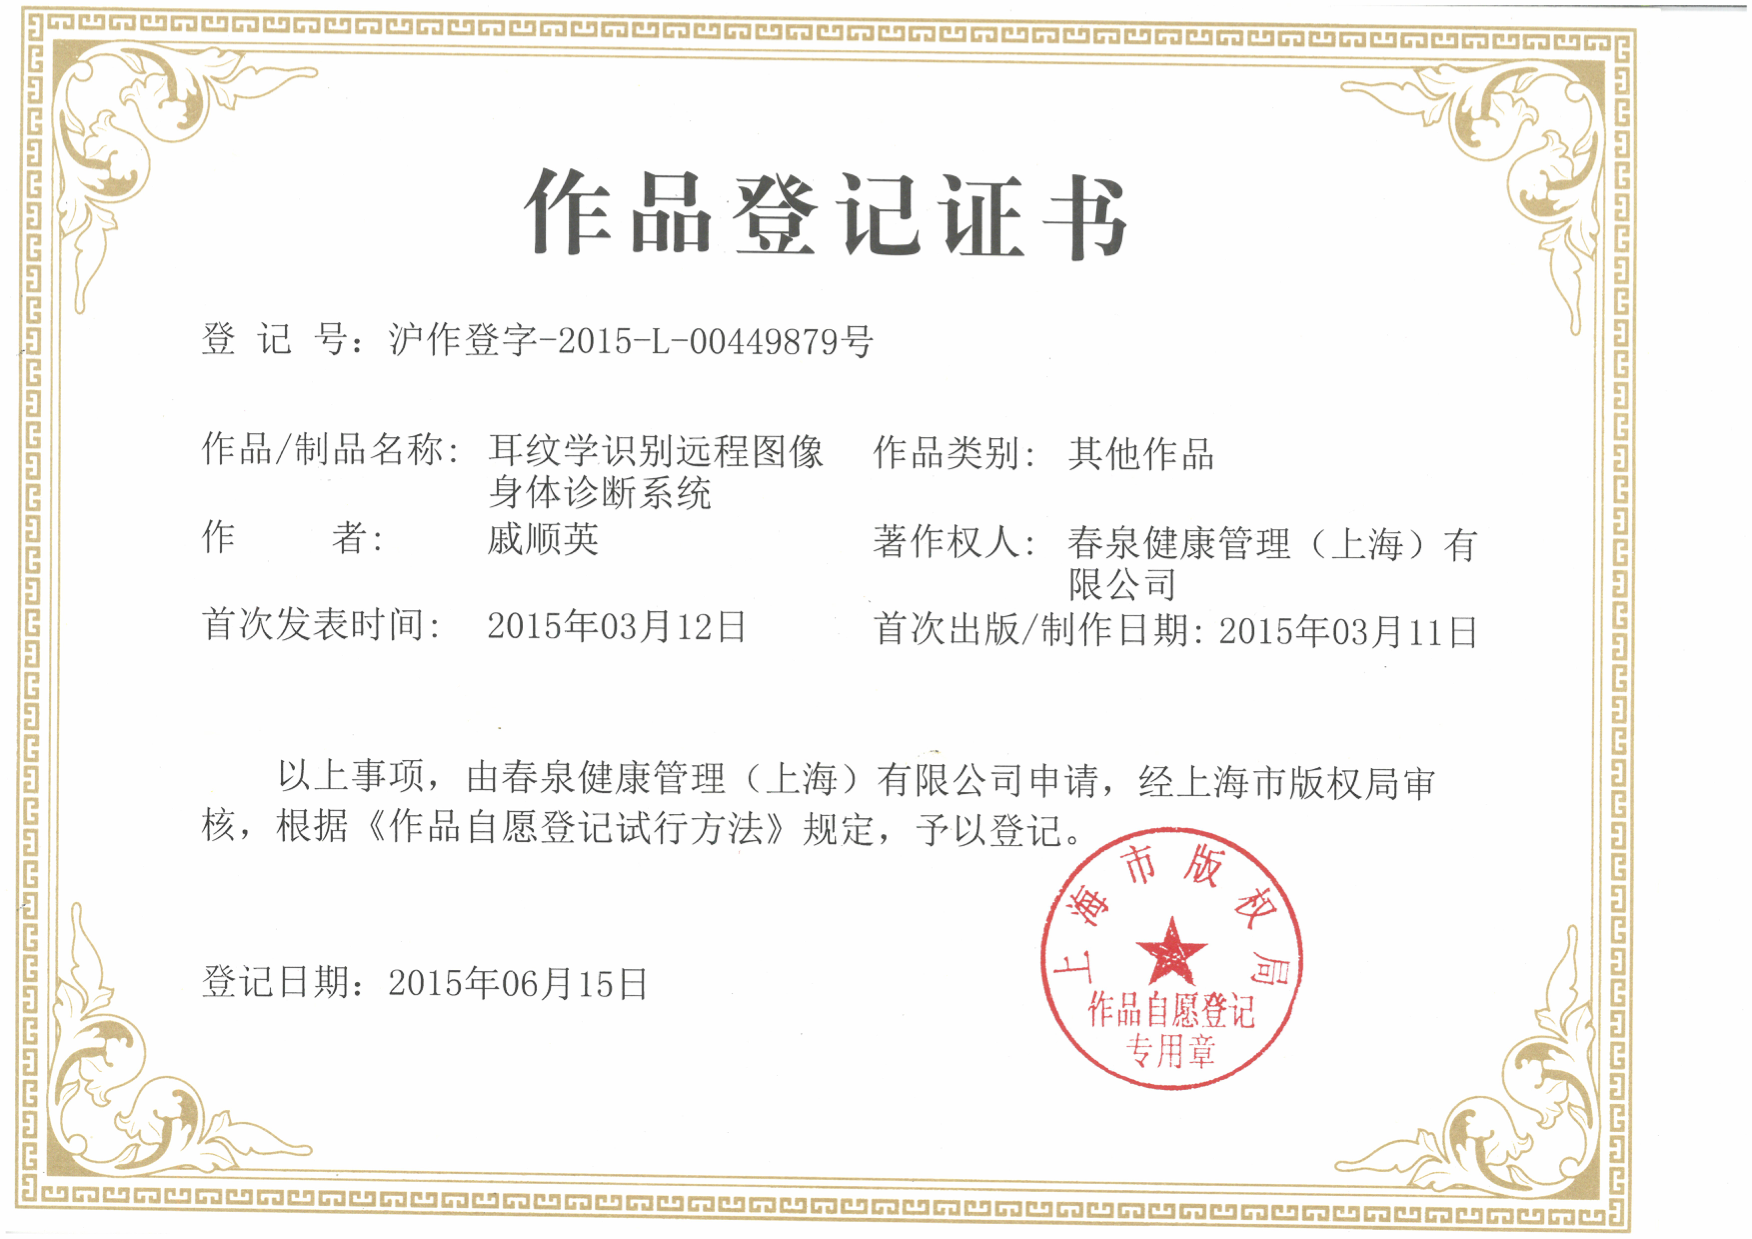 作品登记证书
登 记 号：沪作登字-2015-L-00449879号
作品/制品名称：耳纹学识别远程图像 作品类别：其他作品
身体诊断系统
作 者：戚顺英 著作权人：春泉健康管理（上海）有
限公司
首次发表时间：2015年03月12日 首次出版/制作日期：2015年03月11日
以上事项，由春泉健康管理（上海）有限公司申请，经上海市版权局审
核，根据《作品自愿登记试行方法》规定，予以登记。
登记日期：2015年06月15日
上海市版权局
作品自愿登记
专用章